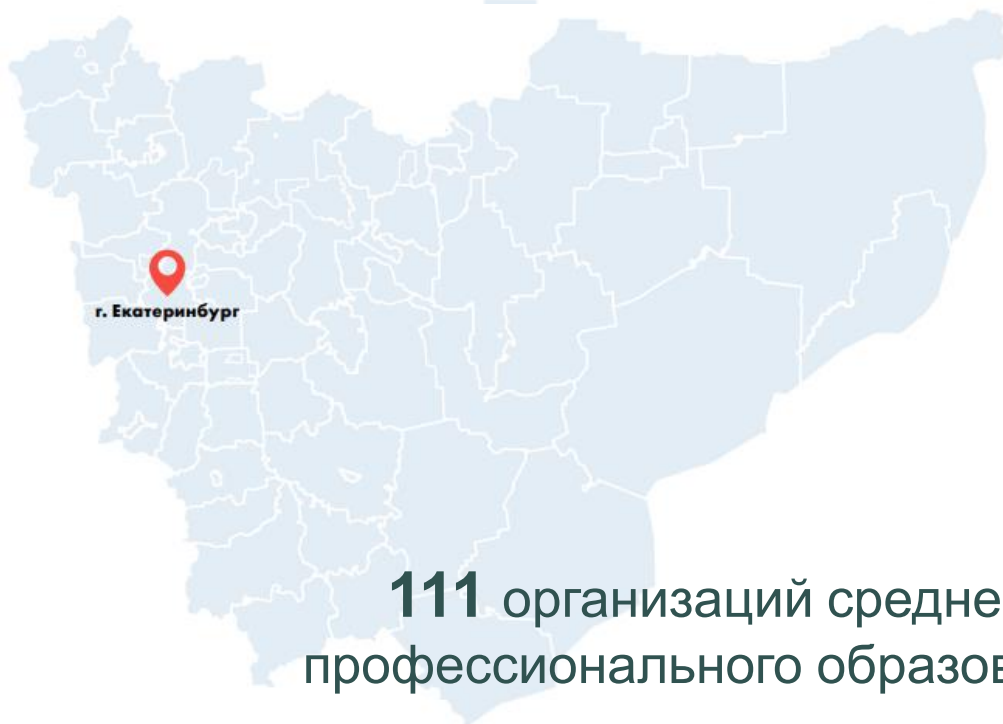 г. Екатеринбург
111 организаций средне
профессионального образов